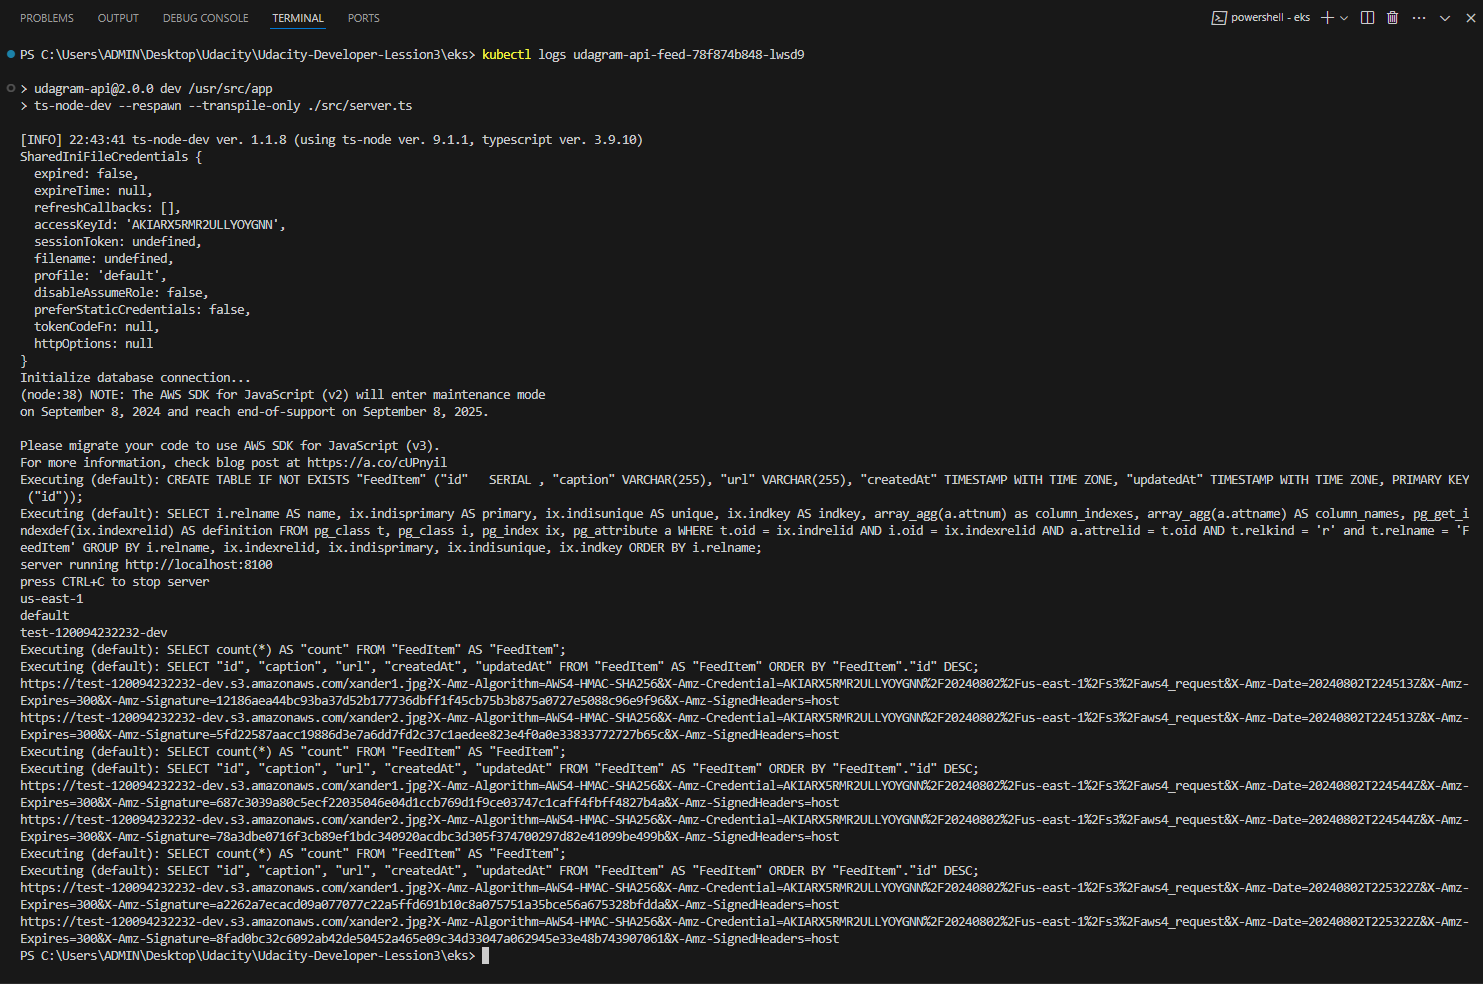 PROBLEMS OUTPUT DEBUG CONSOLE TERMINAL PORTS powershell - eks
PS C:\Users\ADMIN\Desktop\Udacity\Udacity-Developer-Lession3\eks> kubectl logs udagram-api-feed-78f874b848-lwsd9
> udagram-api@2.0.0 dev /usr/src/app
> ts-node-dev --respawn --transpile-only ./src/server.ts
[INFO] 22:43:41 ts-node-dev ver. 1.1.8 (using ts-node ver. 9.1.1, typescript ver. 3.9.10)
SharedIniFileCredentials {
expired: false,
expireTime: null,
refreshCallbacks: [],
accessKeyId: 'AKIARX5RMR2ULLYOYGNN',
sessionToken: undefined,
filename: undefined,
profile: 'default',
disableAssumeRole: false,
preferStaticCredentials: false,
tokenCodeFn: null,
httpOptions: null
}
Initialize database connection...
(node:38) NOTE: The AWS SDK for JavaScript (v2) will enter maintenance mode
on September 8, 2024 and reach end-of-support on September 8, 2025.
Please migrate your code to use AWS SDK for JavaScript (v3).
For more information, check blog post at https://a.co/cUPnyil
Executing (default): CREATE TABLE IF NOT EXISTS "FeedItem" ("id"   SERIAL , "caption" VARCHAR(255), "url" VARCHAR(255), "createdAt" TIMESTAMP WITH TIME ZONE, "updatedAt" TIMESTAMP WITH TIME ZONE, PRIMARY KEY
("id"));
Executing (default): SELECT i.relname AS name, ix.indisprimary AS primary, ix.indisunique AS unique, ix.indkey AS indkey, array_agg(a.attnum) as column_indexes, array_agg(a.attname) AS column_names, pg_get_i
ndexdef(ix.indexrelid) AS definition FROM pg_class t, pg_class i, pg_index ix, pg_attribute a WHERE t.oid = ix.indrelid AND i.oid = ix.indexrelid AND a.attrelid = t.oid AND t.relkind = 'r' and t.relname = 'F
eedItem' GROUP BY i.relname, ix.indexrelid, ix.indisprimary, ix.indisunique, ix.indkey ORDER BY i.relname;
server running http://localhost:8100
press CTRL+C to stop server
us-east-1
default
test-120094232232-dev
Executing (default): SELECT count(*) AS "count" FROM "FeedItem" AS "FeedItem";
Executing (default): SELECT "id", "caption", "url", "createdAt", "updatedAt" FROM "FeedItem" AS "FeedItem" ORDER BY "FeedItem"."id" DESC;
https://test-120094232232-dev.s3.amazonaws.com/xander1.jpg?X-Amz-Algorithm=AWS4-HMAC-SHA256&X-Amz-Credential=AKIARX5RMR2ULLYOYGNN%2F20240802%2Fus-east-1%2Fs3%2Faws4_request&X-Amz-Date=20240802T224513Z&X-Amz-
Expires=300&X-Amz-Signature=12186aea44bc93ba37d52b177736dbff1f45cb75b3b875a0727e5088c96e9f96&X-Amz-SignedHeaders=host
https://test-120094232232-dev.s3.amazonaws.com/xander2.jpg?X-Amz-Algorithm=AWS4-HMAC-SHA256&X-Amz-Credential=AKIARX5RMR2ULLYOYGNN%2F20240802%2Fus-east-1%2Fs3%2Faws4_request&X-Amz-Date=20240802T224513Z&X-Amz-
Expires=300&X-Amz-Signature=5fd22587aacc19886d3e7a6dd7fd2c37c1aedee823e4f0a0e33833772727b65c&X-Amz-SignedHeaders=host
Executing (default): SELECT count(*) AS "count" FROM "FeedItem" AS "FeedItem";
Executing (default): SELECT "id", "caption", "url", "createdAt", "updatedAt" FROM "FeedItem" AS "FeedItem" ORDER BY "FeedItem"."id" DESC;
https://test-120094232232-dev.s3.amazonaws.com/xander1.jpg?X-Amz-Algorithm=AWS4-HMAC-SHA256&X-Amz-Credential=AKIARX5RMR2ULLYOYGNN%2F20240802%2Fus-east-1%2Fs3%2Faws4_request&X-Amz-Date=20240802T224544Z&X-Amz-
Expires=300&X-Amz-Signature=687c3039a80c5ecf22035046e04d1ccb769d1f9ce03747c1caff4fbff4827b4a&X-Amz-SignedHeaders=host
https://test-120094232232-dev.s3.amazonaws.com/xander2.jpg?X-Amz-Algorithm=AWS4-HMAC-SHA256&X-Amz-Credential=AKIARX5RMR2ULLYOYGNN%2F20240802%2Fus-east-1%2Fs3%2Faws4_request&X-Amz-Date=20240802T224544Z&X-Amz-
Expires=300&X-Amz-Signature=78a3dbe0716f3cb89ef1bdc340920acdbc3d305f374700297d82e41099be499b&X-Amz-SignedHeaders=host
Executing (default): SELECT count(*) AS "count" FROM "FeedItem" AS "FeedItem";
Executing (default): SELECT "id", "caption", "url", "createdAt", "updatedAt" FROM "FeedItem" AS "FeedItem" ORDER BY "FeedItem"."id" DESC;
https://test-120094232232-dev.s3.amazonaws.com/xander1.jpg?X-Amz-Algorithm=AWS4-HMAC-SHA256&X-Amz-Credential=AKIARX5RMR2ULLYOYGNN%2F20240802%2Fus-east-1%2Fs3%2Faws4_request&X-Amz-Date=20240802T225322Z&X-Amz-
Expires=300&X-Amz-Signature=a2262a7ecacd09a077077c22a5ffd691b10c8a075751a35bce56a675328bfdda&X-Amz-SignedHeaders=host
https://test-120094232232-dev.s3.amazonaws.com/xander2.jpg?X-Amz-Algorithm=AWS4-HMAC-SHA256&X-Amz-Credential=AKIARX5RMR2ULLYOYGNN%2F20240802%2Fus-east-1%2Fs3%2Faws4_request&X-Amz-Date=20240802T225322Z&X-Amz-
Expires=300&X-Amz-Signature=8fad0bc32c6092ab42de50452a465e09c34d33047a062945e33e48b743907061&X-Amz-SignedHeaders=host
PS C:\Users\ADMIN\Desktop\Udacity\Udacity-Developer-Lession3\eks>